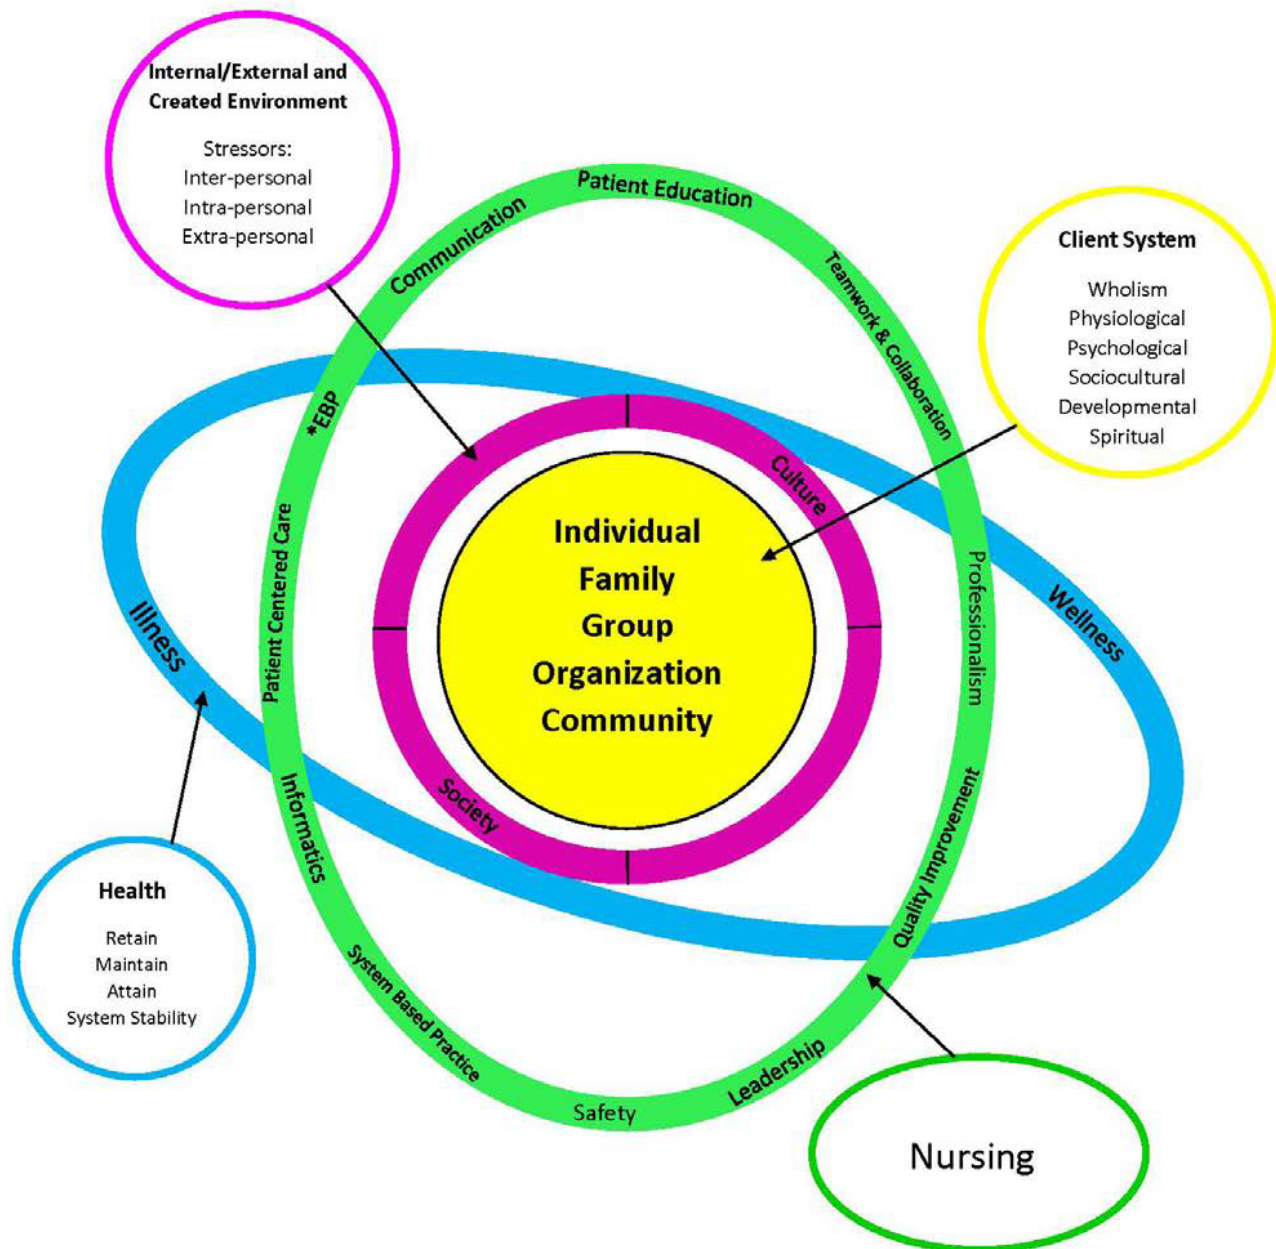 Internal/External and
Created Environment
Stressors:
Inter-personal
Intra-personal
Extra-personal
Client System
Wholism
Physiological
Psychological
Sociocultural
Developmental
Spiritual
Patient Education
Communication
Teamwork & Collaboration
*EBP
Professionalism
Patient Centered Care
Quality Improvement
Informatics
System Based Practice
Leadership
Safety
Culture
Society
Individual
Family
Group
Organization
Community
Illness
Wellness
Health
Retain
Maintain
Attain
System Stability
Nursing